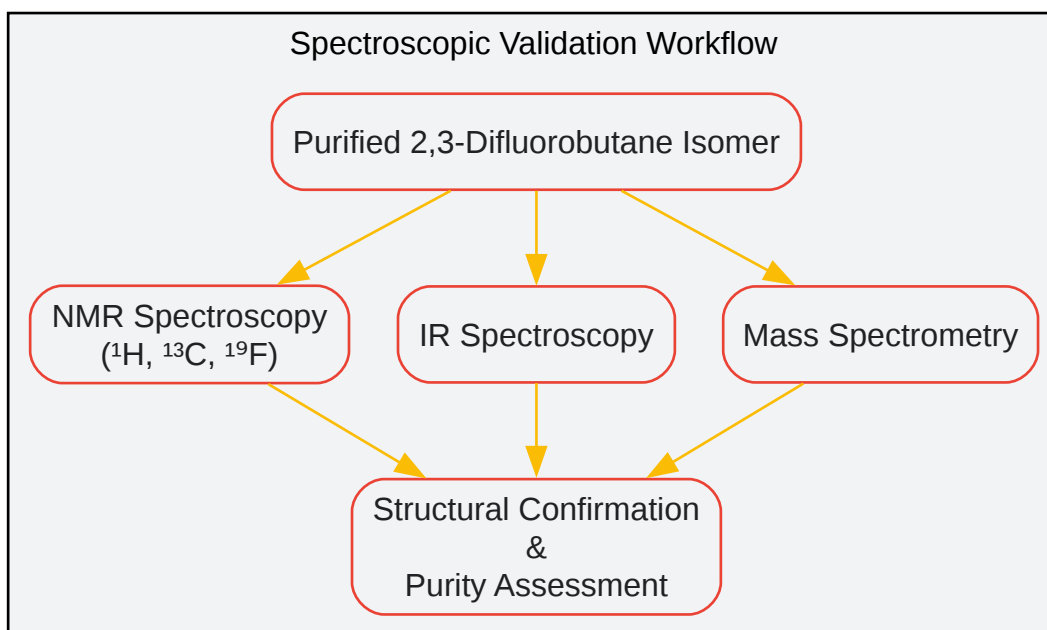 Spectroscopic Validation Workflow
Purified 2,3-Difluorobutane Isomer
NMR Spectroscopy
(¹H, ¹³C, ¹⁹F)
IR Spectroscopy
Mass Spectrometry
Structural Confirmation
&
Purity Assessment